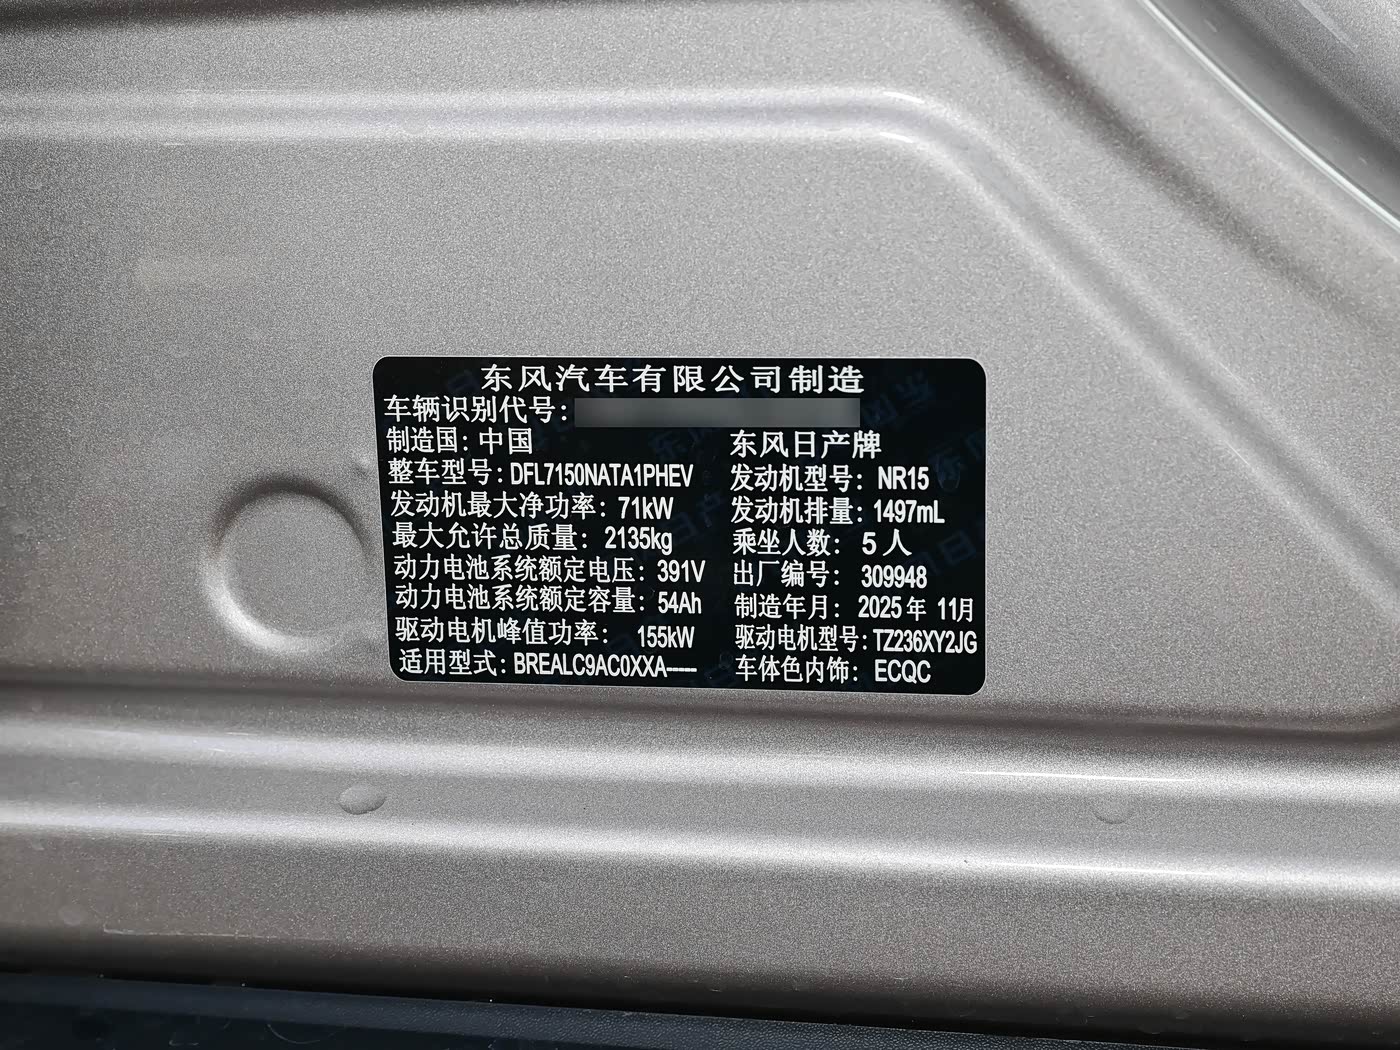 东风汽车有限公司制造
车辆识别代号:
制造国: 中国 东风日产牌
整车型号: DFL7150NATA1PHEV 发动机型号: NR15
发动机最大净功率: 71kW 发动机排量: 1497mL
最大允许总质量: 2135kg 乘坐人数: 5 人
动力电池系统额定电压: 391V 出厂编号: 309948
动力电池系统额定容量: 54Ah 制造年月: 2025 年 11月
驱动电机峰值功率: 155kW 驱动电机型号: TZ236XY2JG
适用型式: BREALC9AC0XXA----- 车体色内饰: ECQC